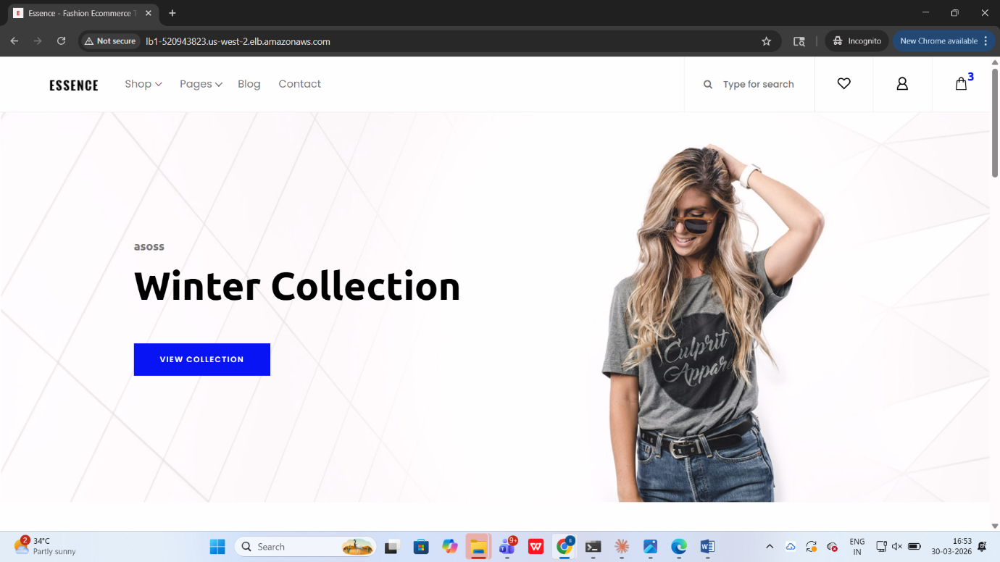 E Essence - Fashion Ecommerce T
Not secure lb1-520943823.us-west-2.elb.amazonaws.com Incognito New Chrome available
ESSENCE Shop Pages Blog Contact Type for search 3
asoss
Winter Collection
VIEW COLLECTION
Culprit
Appare
2 34°C
Partly sunny
Search
9+
ENG
IN
16:53
30-03-2026